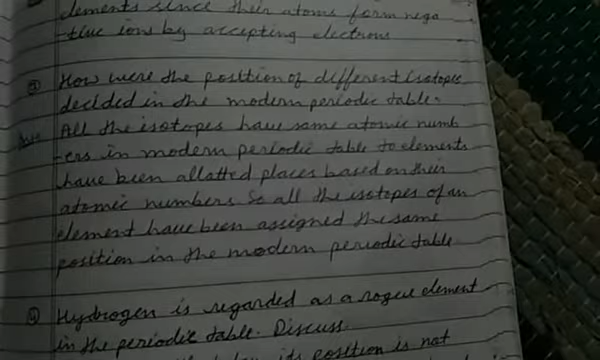 elements since their atoms form nega
-tive ions by accepting electrons
③ How were the position of different isotopes
decided in the modern periodic table.
Ans:- All the isotopes have same atomic numb
-ers in modern periodic table to elements
have been allotted places based on their
atomic numbers. So all the isotopes of an
element have been assigned the same
position in the modern periodic table
④ Hydrogen is regarded as a rogue element
in the periodic table. Discuss.
its position is not